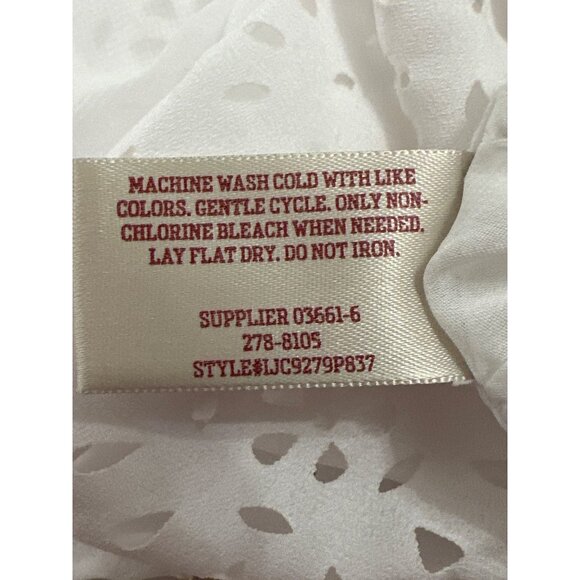 MACHINE WASH COLD WITH LIKE
COLORS. GENTLE CYCLE. ONLY NON-
CHLORINE BLEACH WHEN NEEDED.
LAY FLAT DRY. DO NOT IRON.
SUPPLIER 03661-6
278-8105
STYLE#LJC9279P837